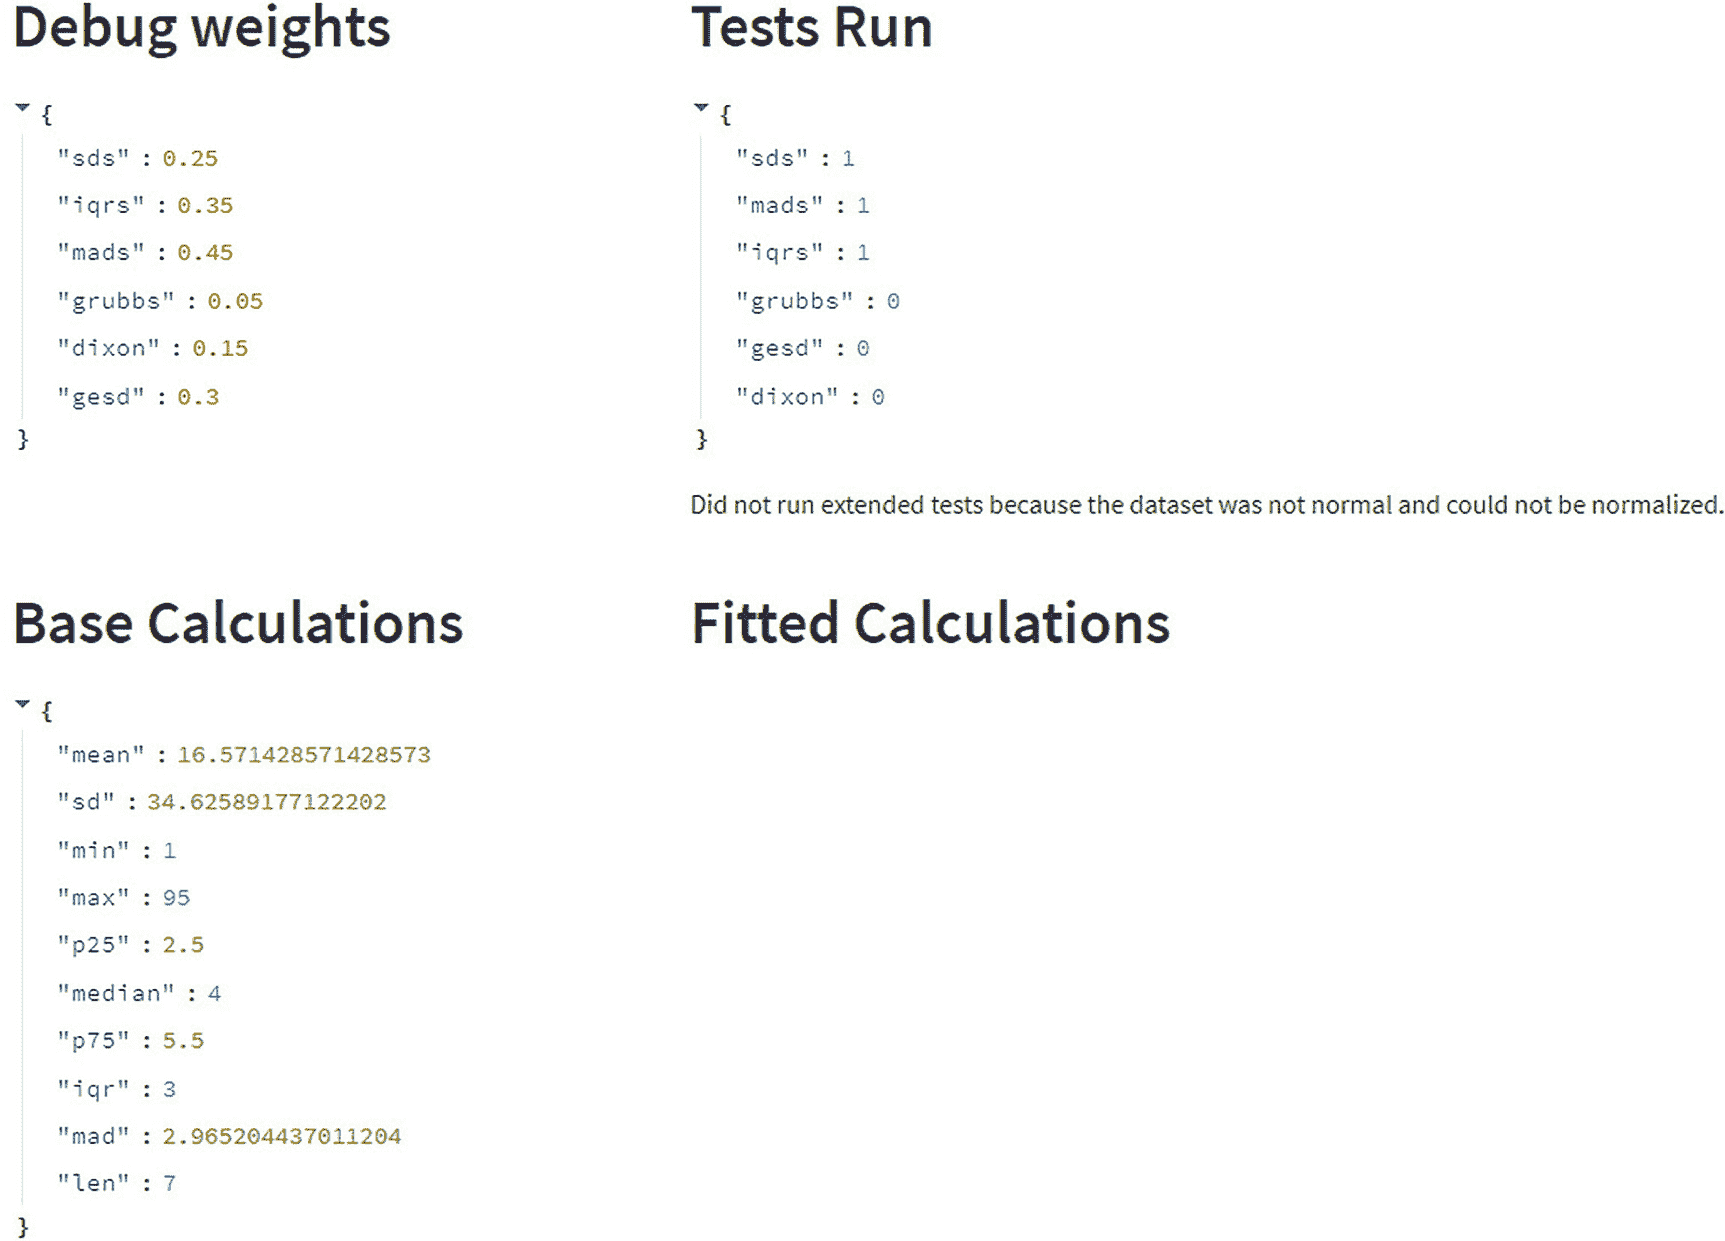 Debug weights
{
"sds" : 0.25
"iqrs" : 0.35
"mads" : 0.45
"grubbs" : 0.05
"dixon" : 0.15
"gesd" : 0.3
}
Tests Run
{
"sds" : 1
"mads" : 1
"iqrs" : 1
"grubbs" : 0
"gesd" : 0
"dixon" : 0
}
Did not run extended tests because the dataset was not normal and could not be normalized.
Base Calculations
{
"mean" : 16.571428571428573
"sd" : 34.62589177122202
"min" : 1
"max" : 95
"p25" : 2.5
"median" : 4
"p75" : 5.5
"iqr" : 3
"mad" : 2.965204437011204
"len" : 7
}
Fitted Calculations